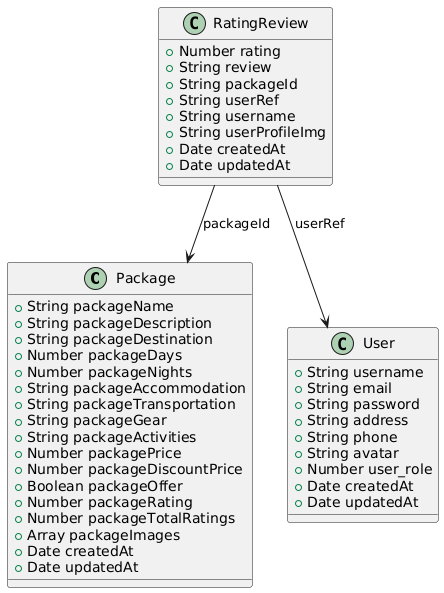 C RatingReview
Number rating
String review
String packageId
String userRef
String username
String userProfileImg
Date createdAt
Date updatedAt
packageId
userRef
C Package
String packageName
String packageDescription
String packageDestination
Number packageDays
Number packageNights
String packageAccommodation
String packageTransportation
String packageGear
String packageActivities
Number packagePrice
Number packageDiscountPrice
Boolean packageOffer
Number packageRating
Number packageTotalRatings
Array packageImages
Date createdAt
Date updatedAt
C User
String username
String email
String password
String address
String phone
String avatar
Number user_role
Date createdAt
Date updatedAt